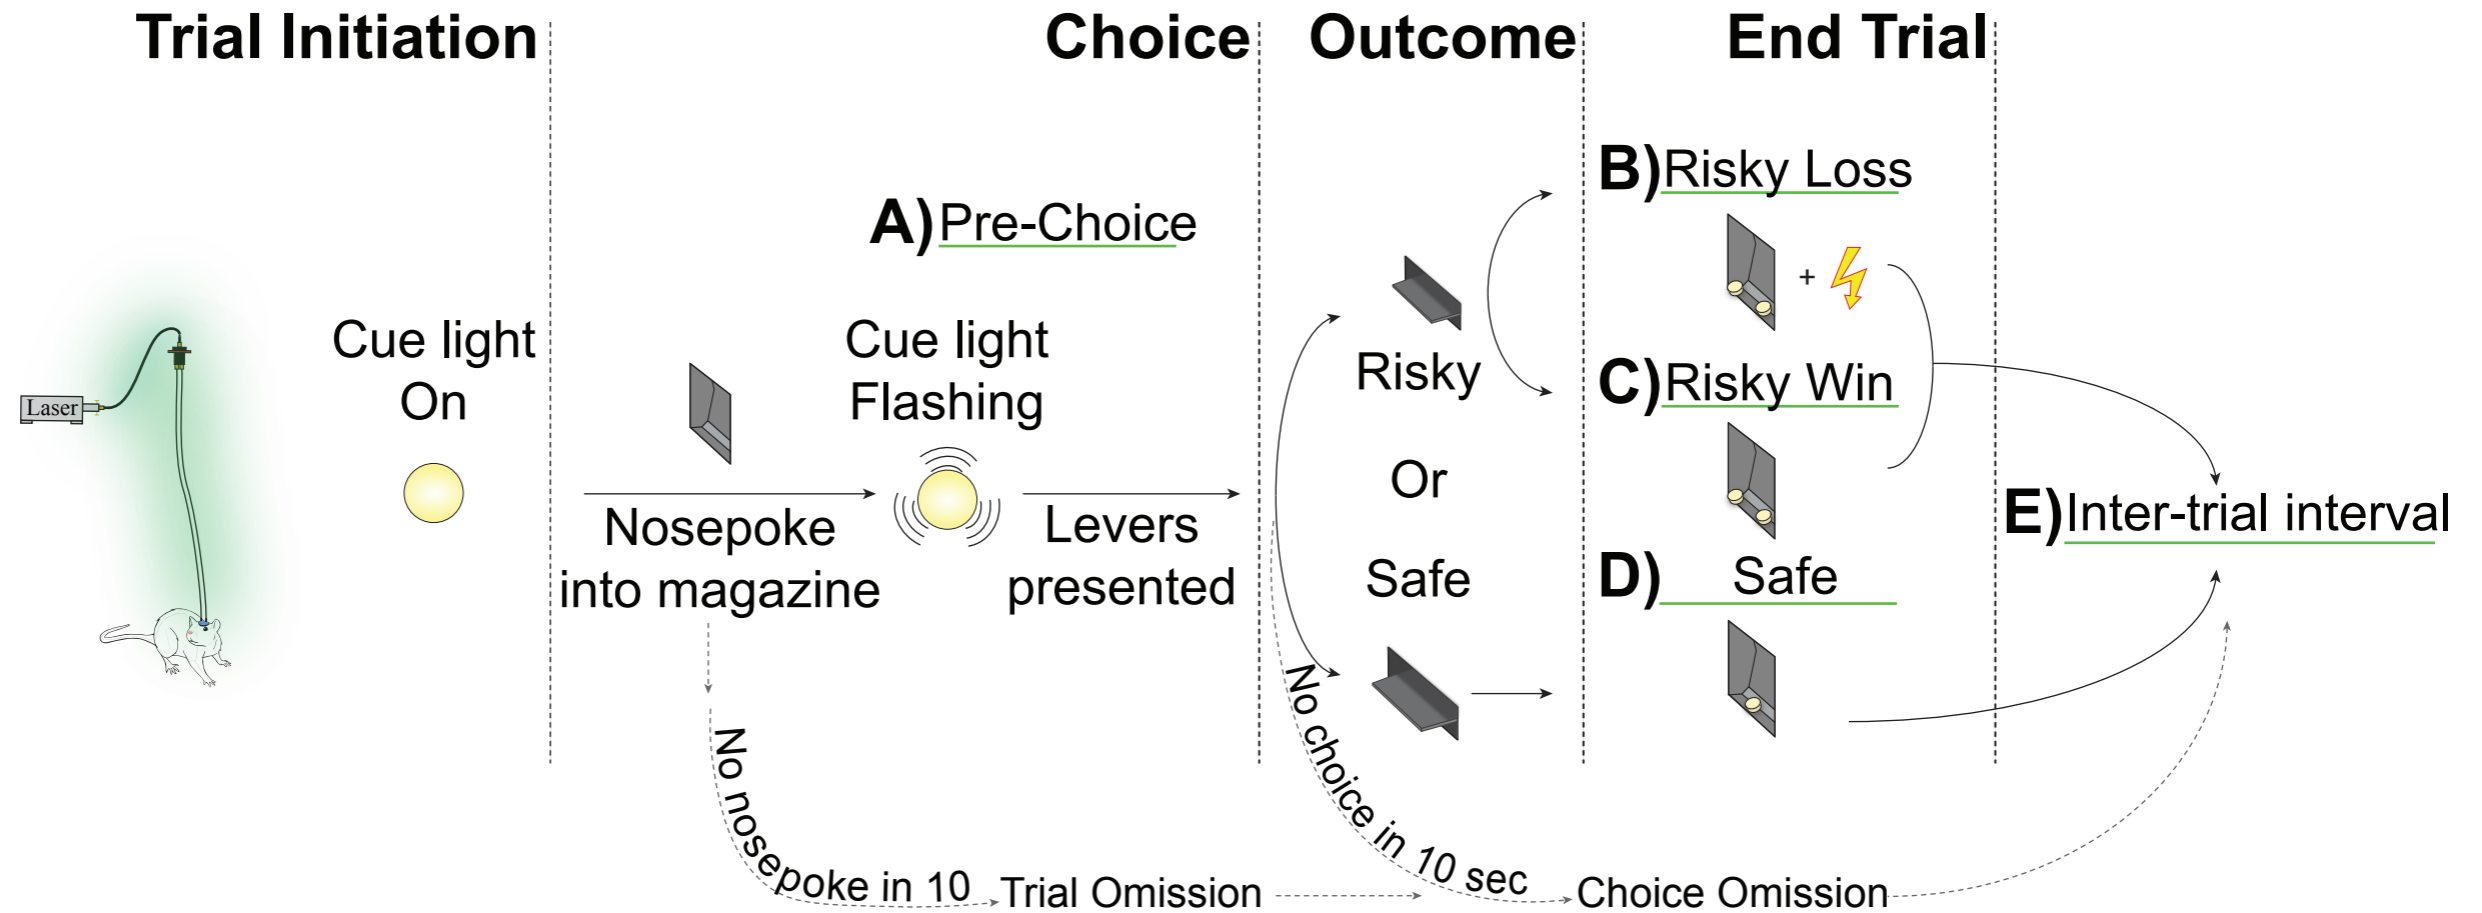 Trial Initiation
Choice
Outcome
End Trial
Laser
Cue light
On
Nosepoke
into magazine
A) Pre-Choice
Cue light
Flashing
Levers
presented
Risky
Or
Safe
B) Risky Loss
+
C) Risky Win
D) Safe
E) Inter-trial interval
No nosepoke in 10
Trial Omission
No choice in 10 sec
Choice Omission